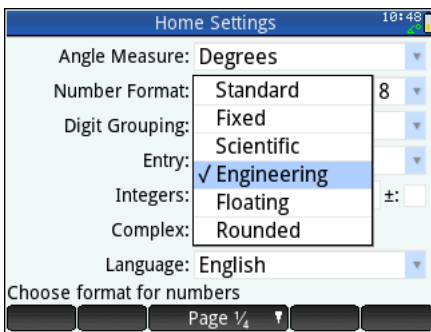 Home Settings 10:48
Angle Measure: Degrees
Number Format: 8
Standard
Fixed
Scientific
√ Engineering
Floating
Rounded
Digit Grouping:
Entry:
Integers: ±:
Complex:
Language: English
Choose format for numbers
Page ¼